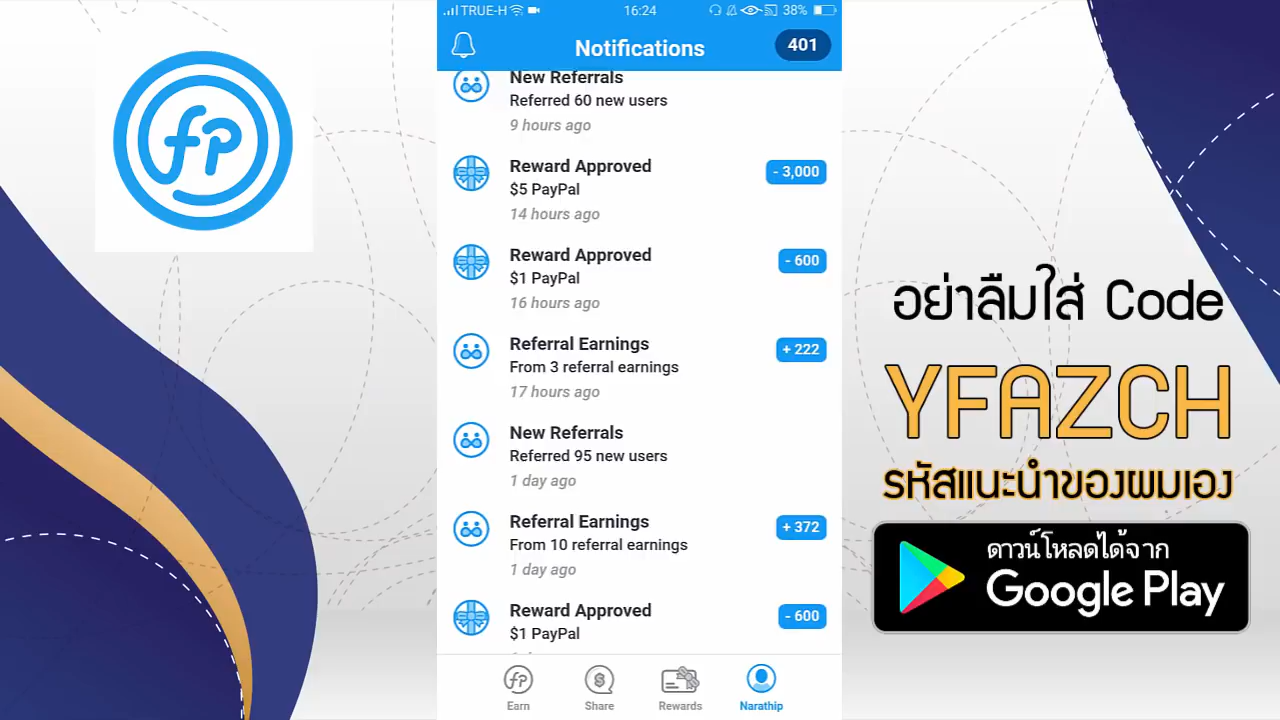 fp
TRUE-H
16:24
38%
Notifications
401
New Referrals
Referred 60 new users
9 hours ago
Reward Approved
- 3,000
$5 PayPal
14 hours ago
Reward Approved
- 600
$1 PayPal
16 hours ago
Referral Earnings
+ 222
From 3 referral earnings
17 hours ago
New Referrals
Referred 95 new users
1 day ago
Referral Earnings
+ 372
From 10 referral earnings
1 day ago
Reward Approved
- 600
$1 PayPal
fp
Earn
Share
Rewards
Narathip
อย่าลืมใส่ Code
YFAZCH
รหัสแนะนำของผมเอง
ดาวน์โหลดได้จาก
Google Play